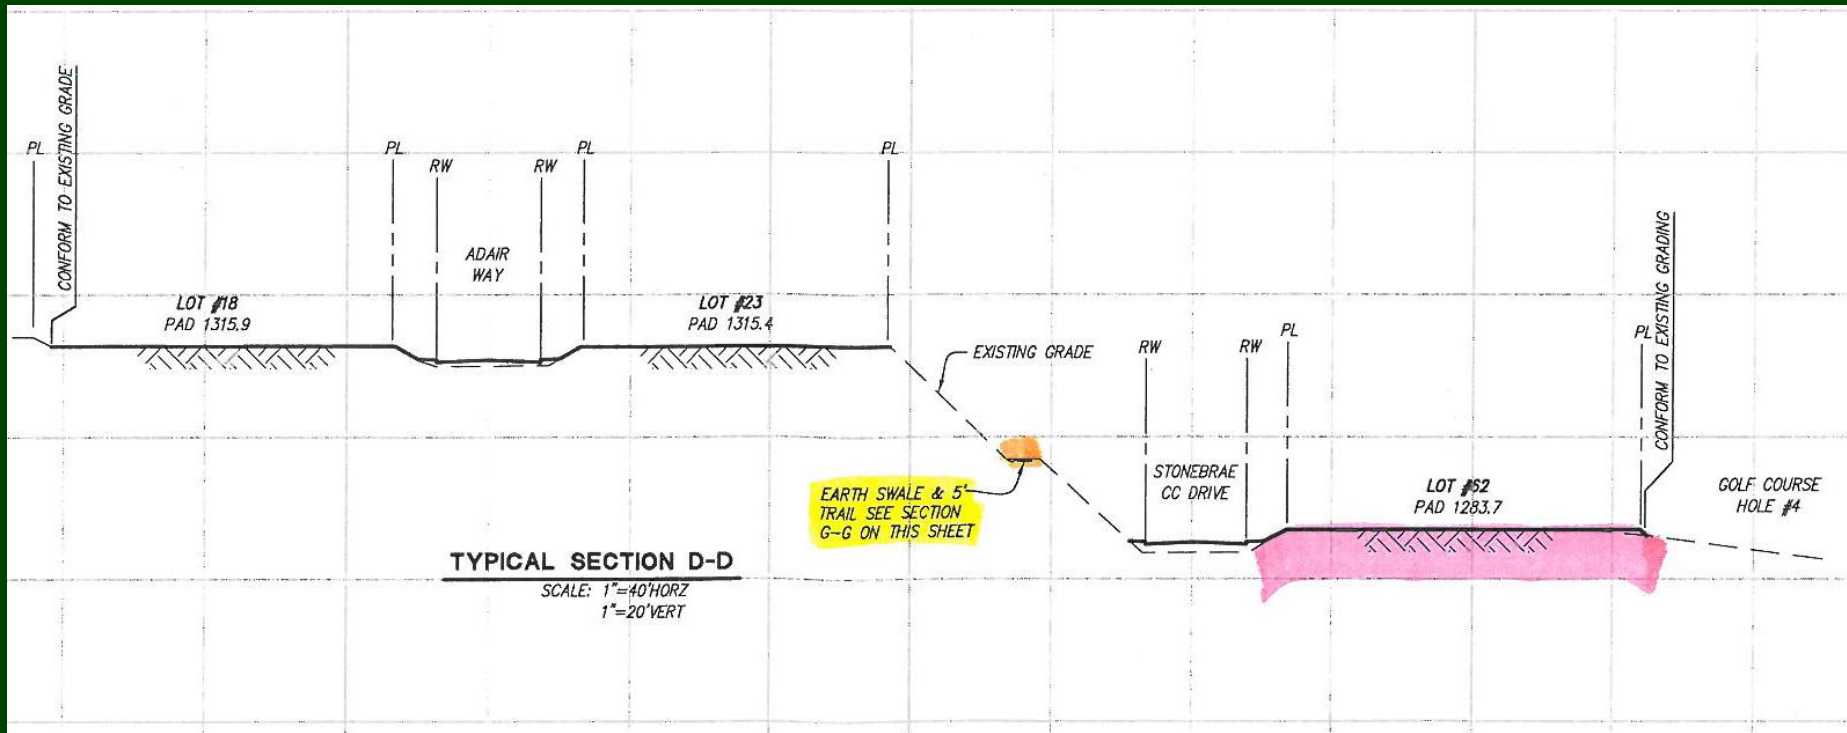 PL
CONFORM TO EXISTING GRADE
LOT #18
PAD 1315.9
PL
RW
ADAIR
WAY
RW
PL
LOT #23
PAD 1315.4
PL
EXISTING GRADE
EARTH SWALE & 5'
TRAIL SEE SECTION
G-G ON THIS SHEET
RW
STONEBRAE
CC DRIVE
RW
PL
LOT #62
PAD 1283.7
PL
CONFORM TO EXISTING GRADING
GOLF COURSE
HOLE #4
TYPICAL SECTION D-D
SCALE: 1"=40'HORZ
1"=20'VERT